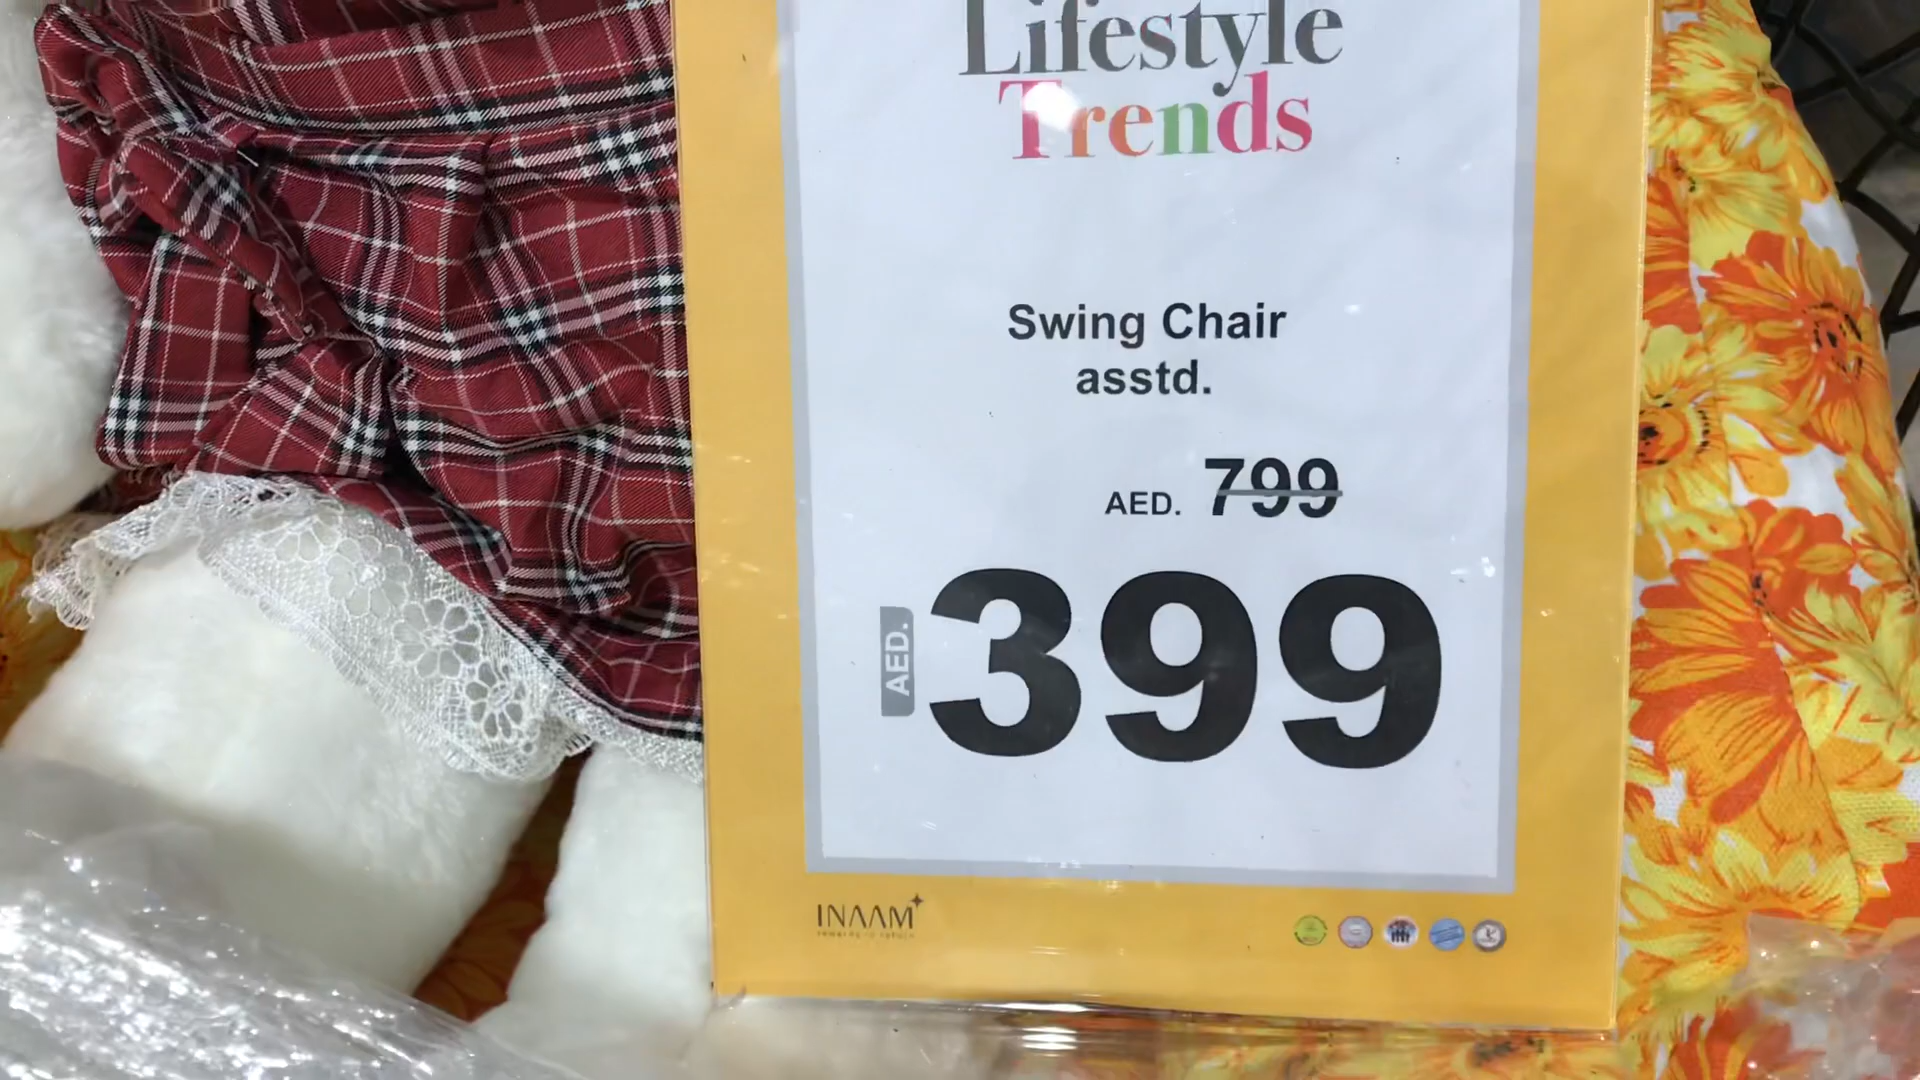 Lifestyle
Trends
Swing Chair
asstd.
AED. 799
AED. 399
INAAM